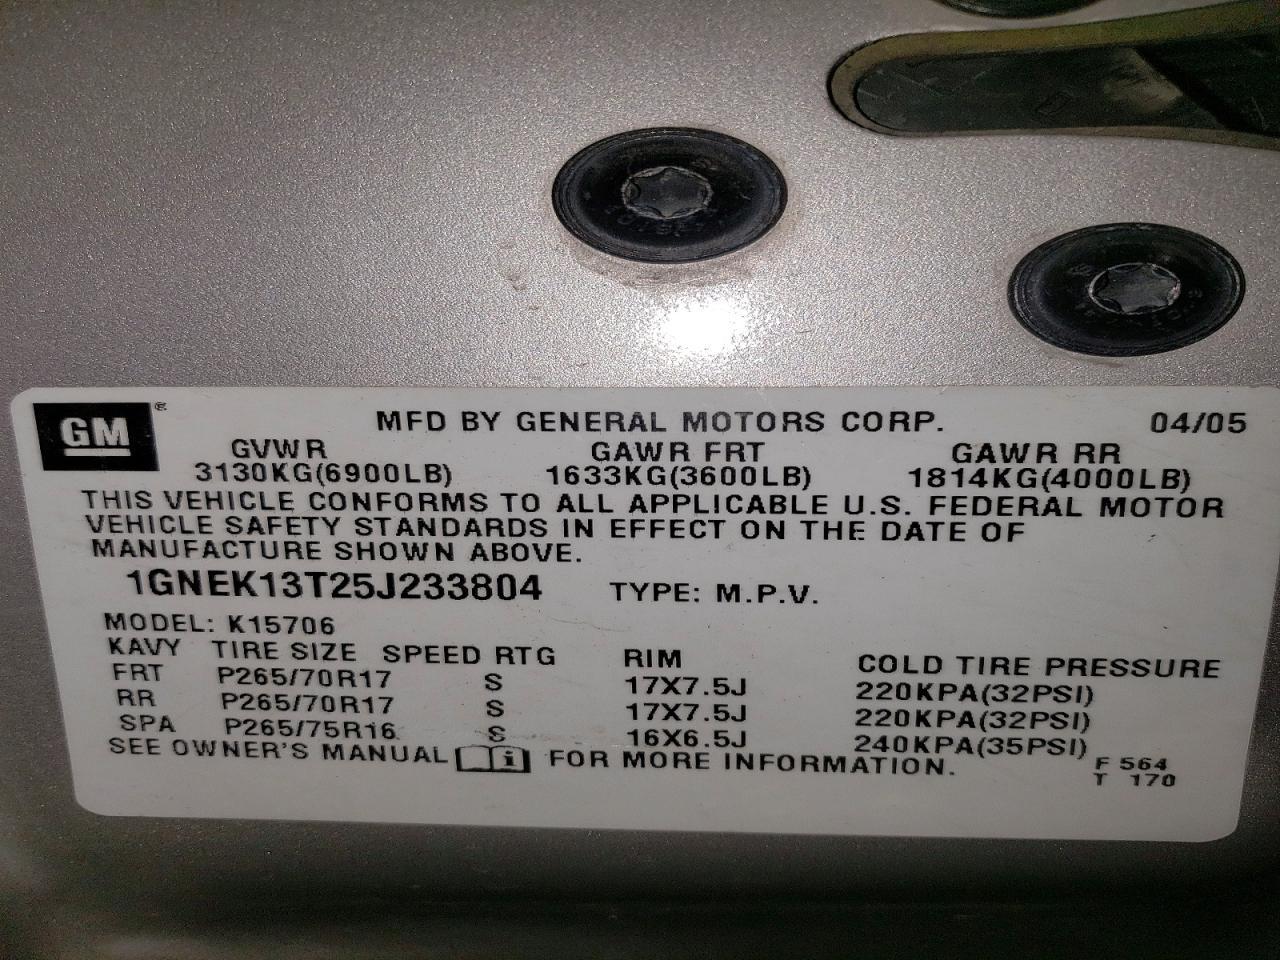 GM ®
MFD BY GENERAL MOTORS CORP. 04/05
GVWR GAWR FRT GAWR RR
3130KG(6900LB) 1633KG(3600LB) 1814KG(4000LB)
THIS VEHICLE CONFORMS TO ALL APPLICABLE U.S. FEDERAL MOTOR
VEHICLE SAFETY STANDARDS IN EFFECT ON THE DATE OF
MANUFACTURE SHOWN ABOVE.
1GNEK13T25J233804 TYPE: M.P.V.
MODEL: K15706
KAVY TIRE SIZE SPEED RTG RIM COLD TIRE PRESSURE
FRT P265/70R17 S 17X7.5J 220KPA(32PSI)
RR P265/70R17 S 17X7.5J 220KPA(32PSI)
SPA P265/75R16 S 16X6.5J 240KPA(35PSI)
SEE OWNER'S MANUAL i FOR MORE INFORMATION. F 564
T 170